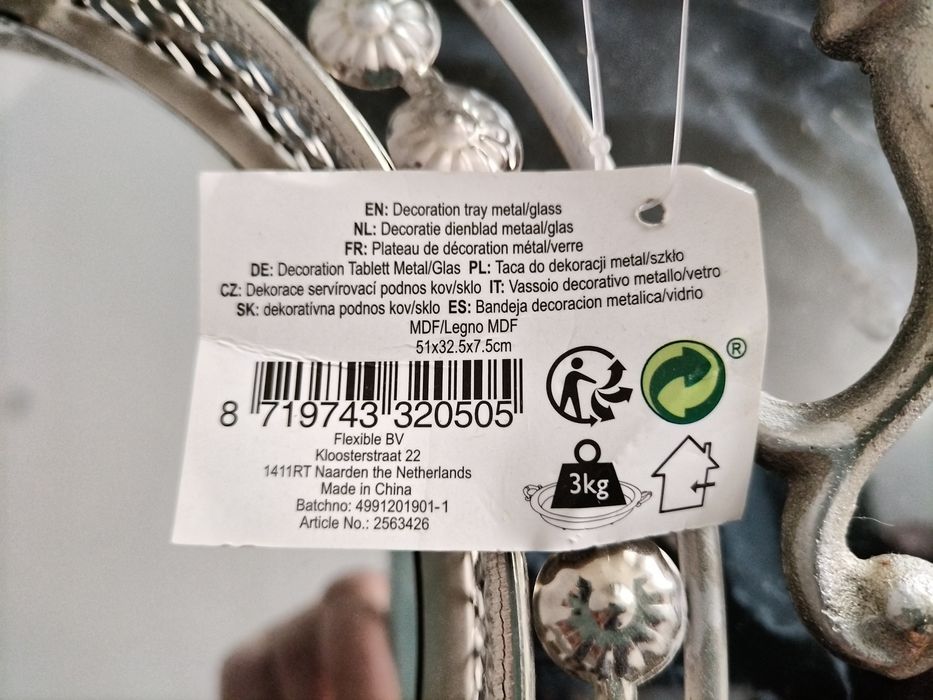 EN: Decoration tray metal/glass
NL: Decoratie dienblad metaal/glas
FR: Plateau de décoration métal/verre
DE: Decoration Tablett Metal/Glas PL: Taca do dekoracji metal/szkło
CZ: Dekorace servírovací podnos kov/sklo IT: Vassoio decorativo metallo/vetro
SK: dekoratívna podnos kov/sklo ES: Bandeja decoracion metalica/vidrio
MDF/Legno MDF
51x32.5x7.5cm
8 719743 320505
Flexible BV
Kloosterstraat 22
1411RT Naarden the Netherlands
Made in China
Batchno: 4991201901-1
Article No.: 2563426
®
3kg